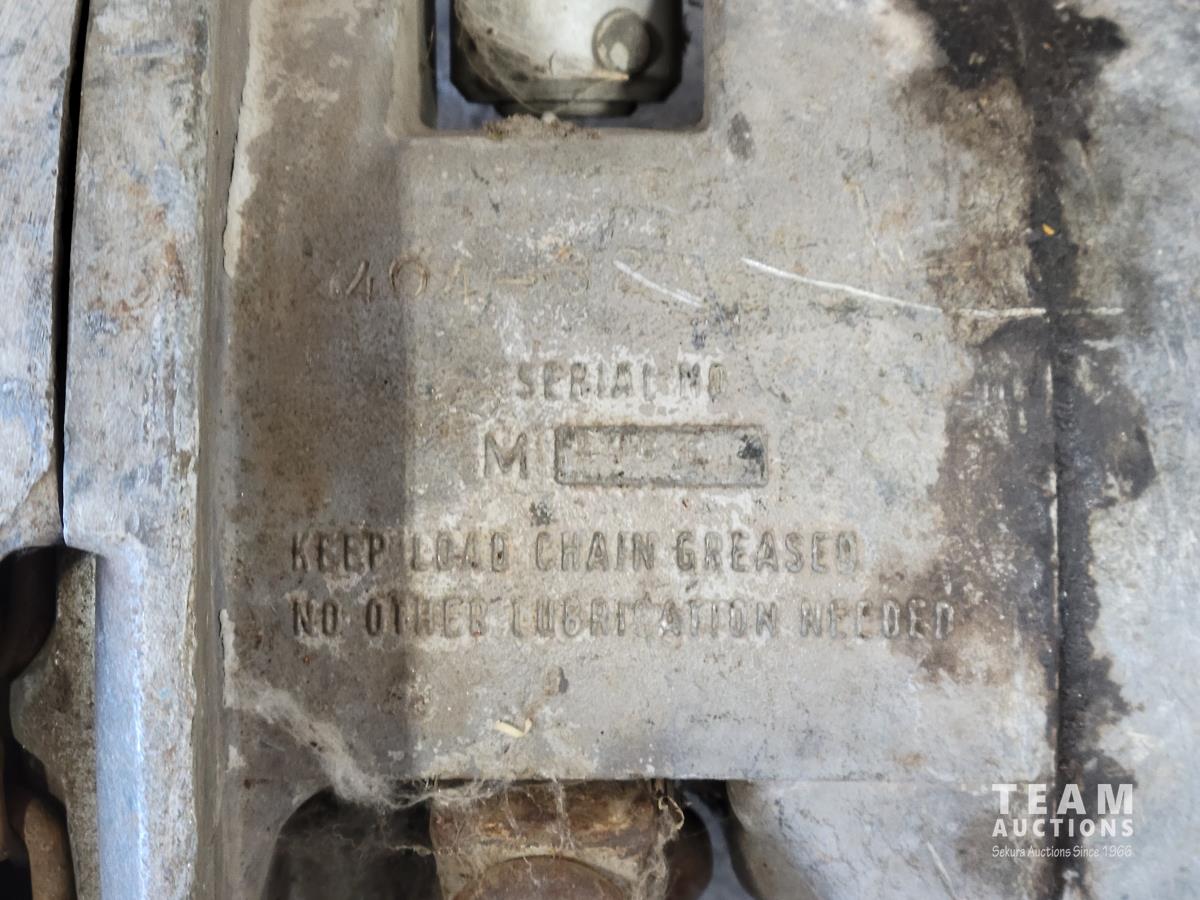 SERIAL NO
M
KEEP LOAD CHAIN GREASED
NO OTHER LUBRICATION NEEDED
TEAM
AUCTIONS
Sekura Auctions Since 1966